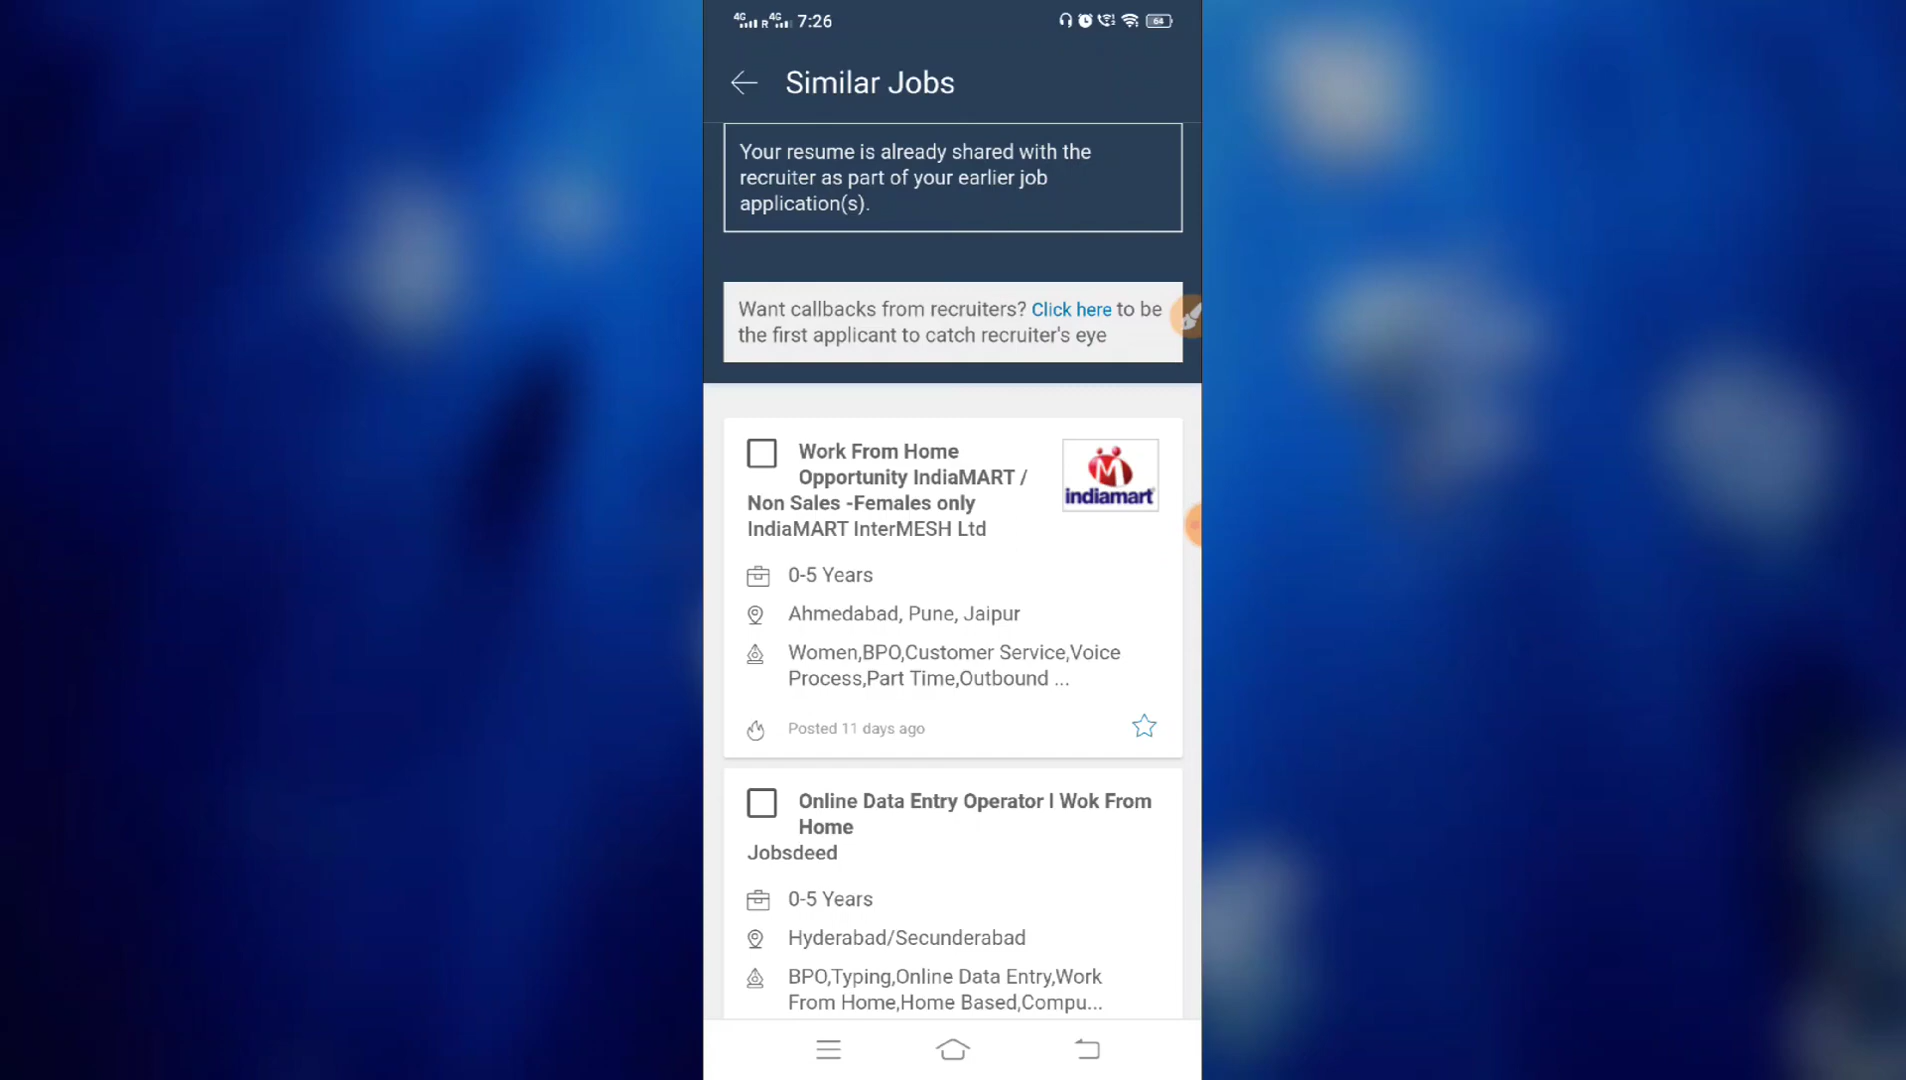 4G R 4G 7:26 64
Similar Jobs
Your resume is already shared with the
recruiter as part of your earlier job
application(s).
Want callbacks from recruiters? Click here to be
the first applicant to catch recruiter's eye
Work From Home
Opportunity IndiaMART /
Non Sales -Females only
IndiaMART InterMESH Ltd
M
indiamart
0-5 Years
Ahmedabad, Pune, Jaipur
Women,BPO,Customer Service,Voice
Process,Part Time,Outbound ...
Posted 11 days ago
Online Data Entry Operator I Wok From
Home
Jobsdeed
0-5 Years
Hyderabad/Secunderabad
BPO,Typing,Online Data Entry,Work
From Home,Home Based,Compu...